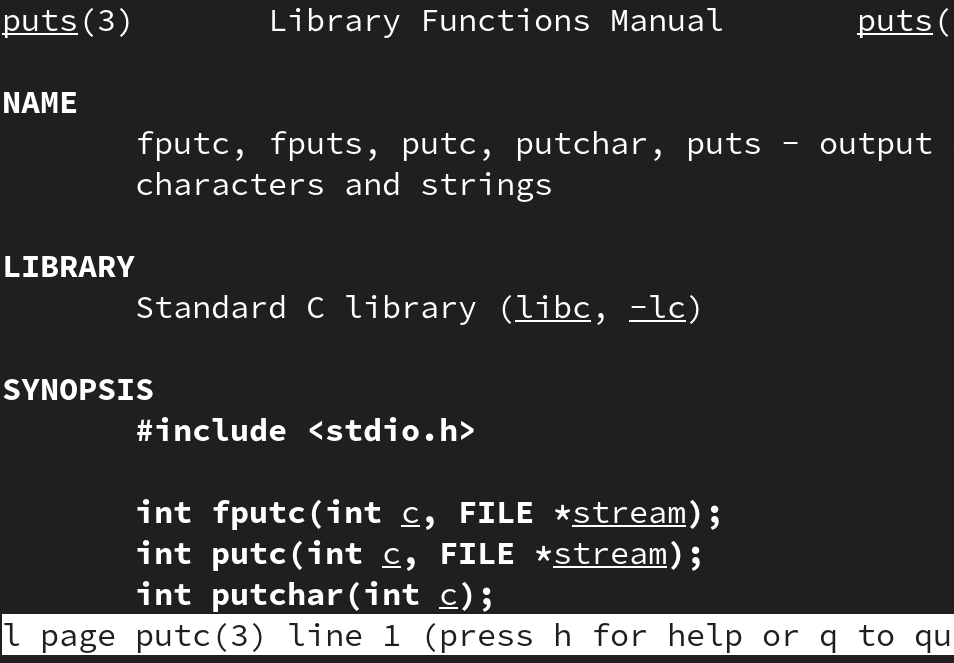 puts(3) Library Functions Manual puts(
NAME
fputc, fputs, putc, putchar, puts - output
characters and strings
LIBRARY
Standard C library (libc, -lc)
SYNOPSIS
#include <stdio.h>
int fputc(int c, FILE *stream);
int putc(int c, FILE *stream);
int putchar(int c);
l page putc(3) line 1 (press h for help or q to qu